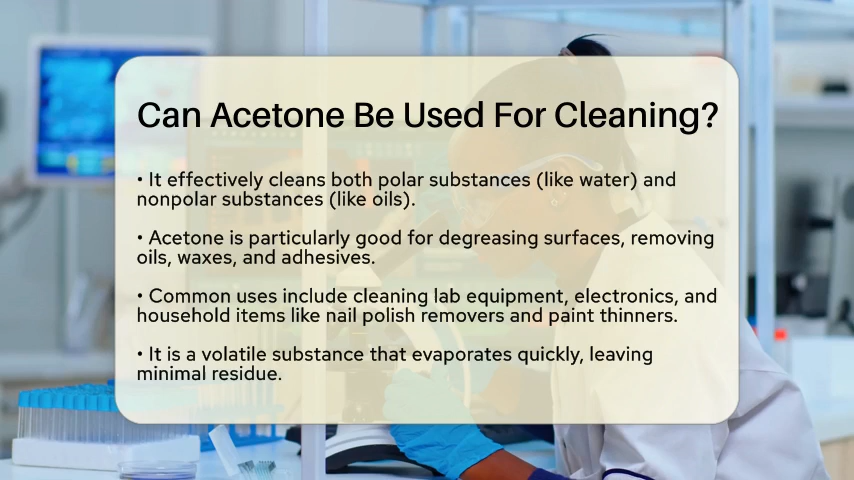 Can Acetone Be Used For Cleaning?
• It effectively cleans both polar substances (like water) and
nonpolar substances (like oils).
• Acetone is particularly good for degreasing surfaces, removing
oils, waxes, and adhesives.
• Common uses include cleaning lab equipment, electronics, and
household items like nail polish removers and paint thinners.
• It is a volatile substance that evaporates quickly, leaving
minimal residue.